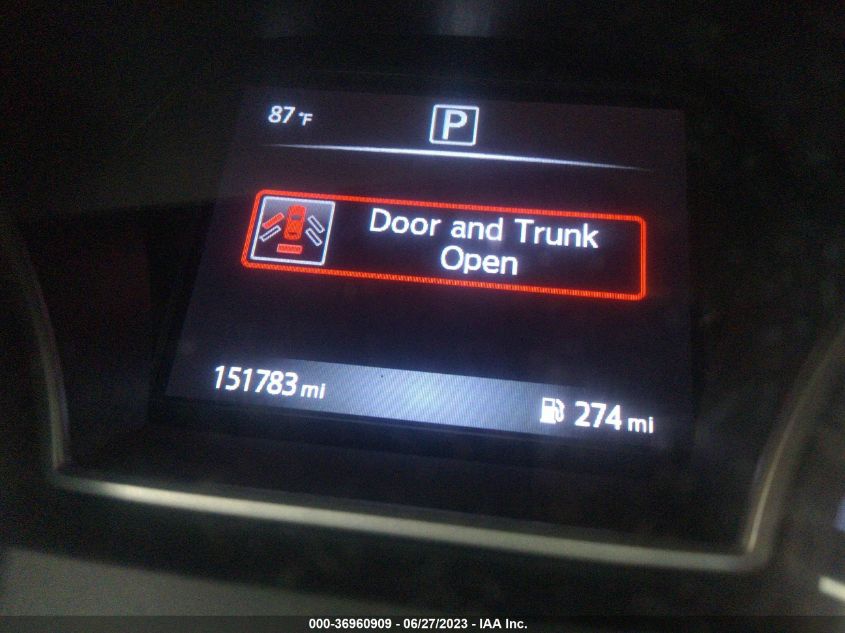 87°F
P
Door and Trunk
Open
151783 mi
274 mi
000-36960909 - 06/27/2023 - IAA Inc.